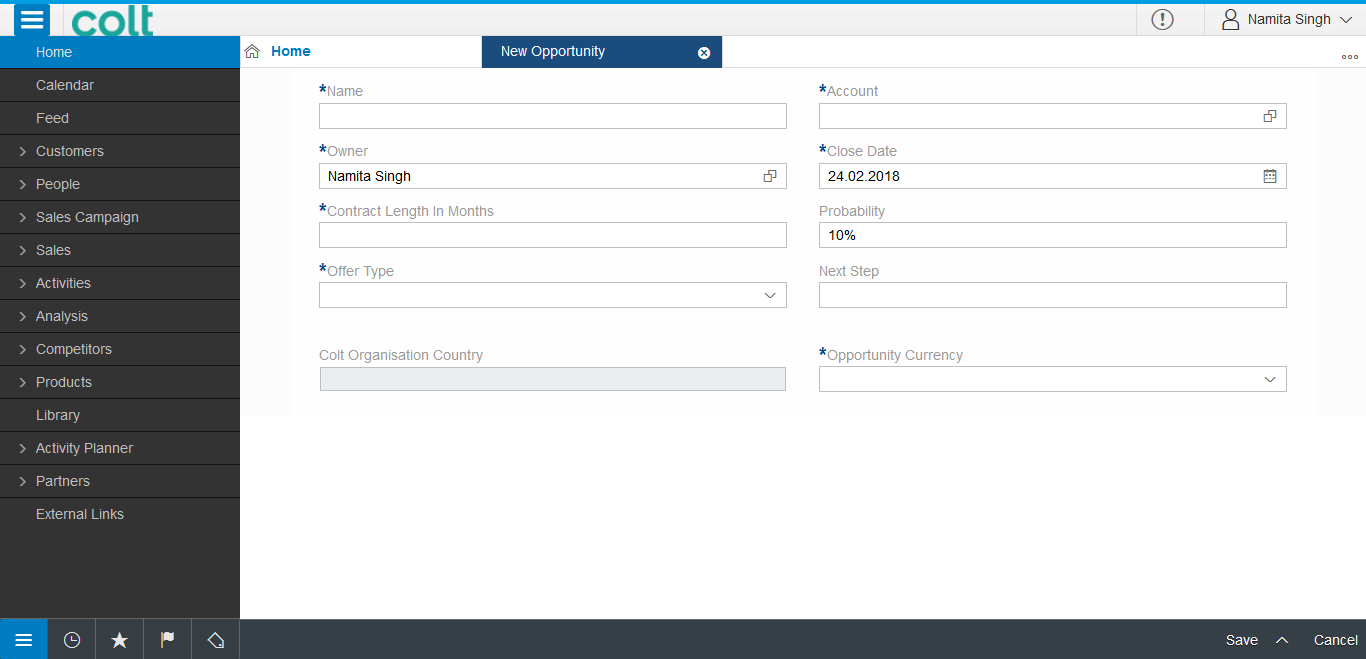 colt
Namita Singh
Home
Calendar
Feed
Customers
People
Sales Campaign
Sales
Activities
Analysis
Competitors
Products
Library
Activity Planner
Partners
External Links
Home
New Opportunity
*Name
*Account
*Owner
Namita Singh
*Close Date
24.02.2018
*Contract Length In Months
Probability
10%
*Offer Type
Next Step
Colt Organisation Country
*Opportunity Currency
Save
Cancel